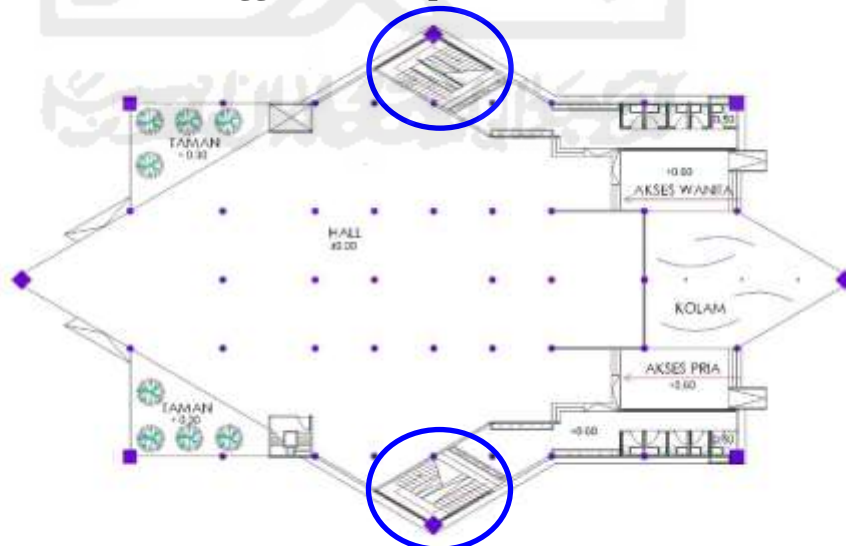 TAMAN
+0.30
+0.00
AKSES WANITA
HALL
±0.00
KOLAM
AKSES PRIA
+0.60
TAMAN
+0.30
+0.60